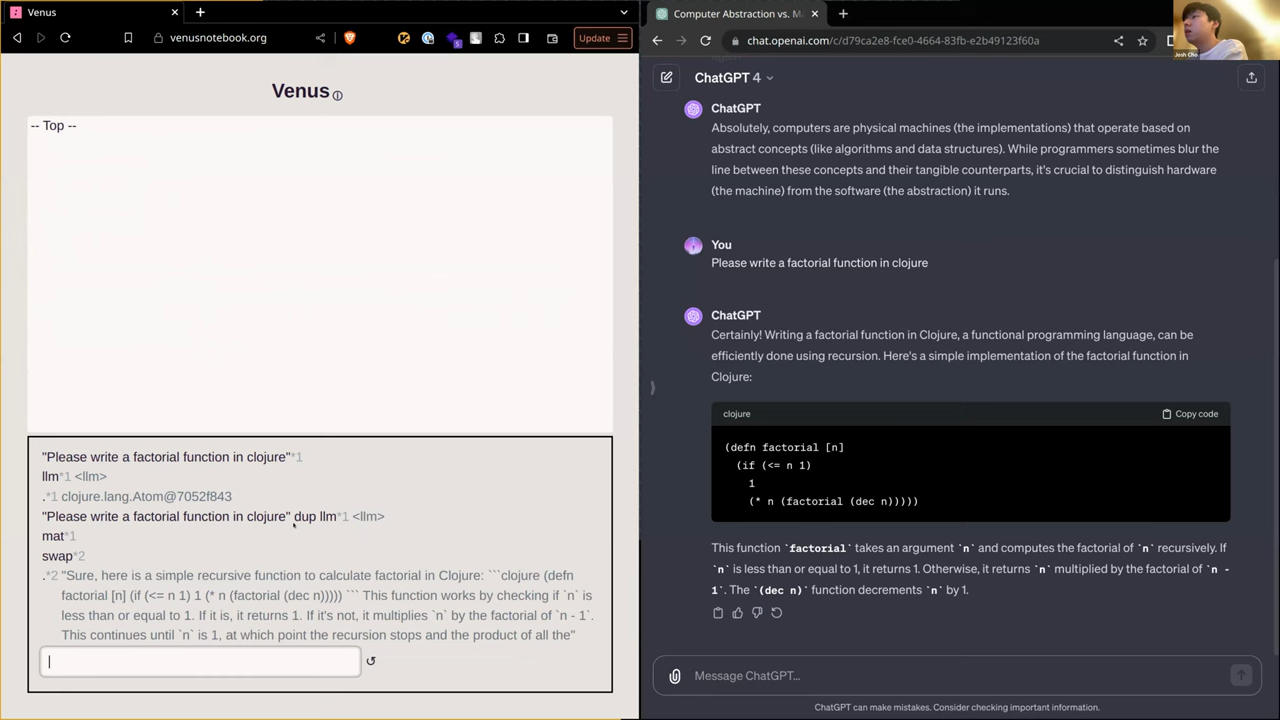 Venus
venusnotebook.org
Update
Venus
-- Top --
"Please write a factorial function in clojure"*1
llm*1 <llm>
.*1 clojure.lang.Atom@7052f843
"Please write a factorial function in clojure" dup llm*1 <llm>
mat*1
swap*2
.*2 "Sure, here is a simple recursive function to calculate factorial in Clojure: ```clojure (defn
factorial [n] (if (<= n 1) 1 (* n (factorial (dec n))))) ``` This function works by checking if `n` is
less than or equal to 1. If it is, it returns 1. If it's not, it multiplies `n` by the factorial of `n - 1`.
This continues until `n` is 1, at which point the recursion stops and the product of all the"
Computer Abstraction vs. Ma
chat.openai.com/c/d79ca2e8-fce0-4664-83fb-e2b49123f60a
Josh Cho
ChatGPT 4
ChatGPT
Absolutely, computers are physical machines (the implementations) that operate based on
abstract concepts (like algorithms and data structures). While programmers sometimes blur the
line between these concepts and their tangible counterparts, it's crucial to distinguish hardware
(the machine) from the software (the abstraction) it runs.
You
Please write a factorial function in clojure
ChatGPT
Certainly! Writing a factorial function in Clojure, a functional programming language, can be
efficiently done using recursion. Here's a simple implementation of the factorial function in
Clojure:
clojure
Copy code
(defn factorial [n]
(if (<= n 1)
1
(* n (factorial (dec n)))))
This function `factorial` takes an argument `n` and computes the factorial of `n` recursively. If
`n` is less than or equal to 1, it returns 1. Otherwise, it returns `n` multiplied by the factorial of `n -
1`. The `(dec n)` function decrements `n` by 1.
Message ChatGPT...
ChatGPT can make mistakes. Consider checking important information.